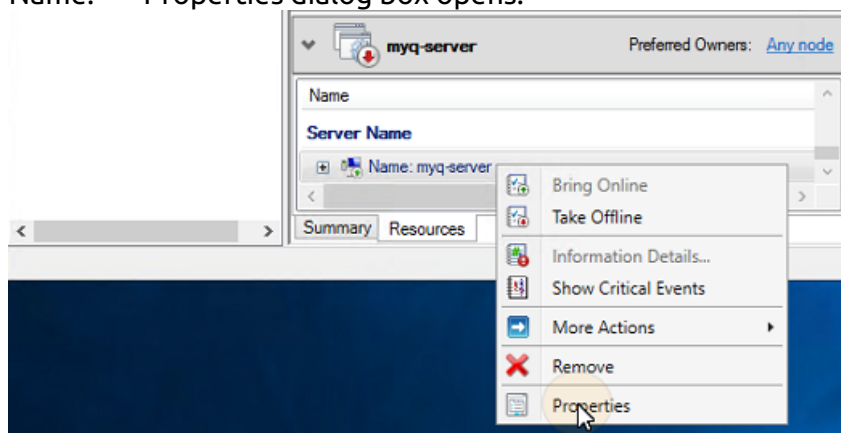 Name: Properties dialog box opens.
myq-server Preferred Owners: Any node
Name
Server Name
Name: myq-server
Summary Resources
Bring Online
Take Offline
Information Details...
Show Critical Events
More Actions
Remove
Properties